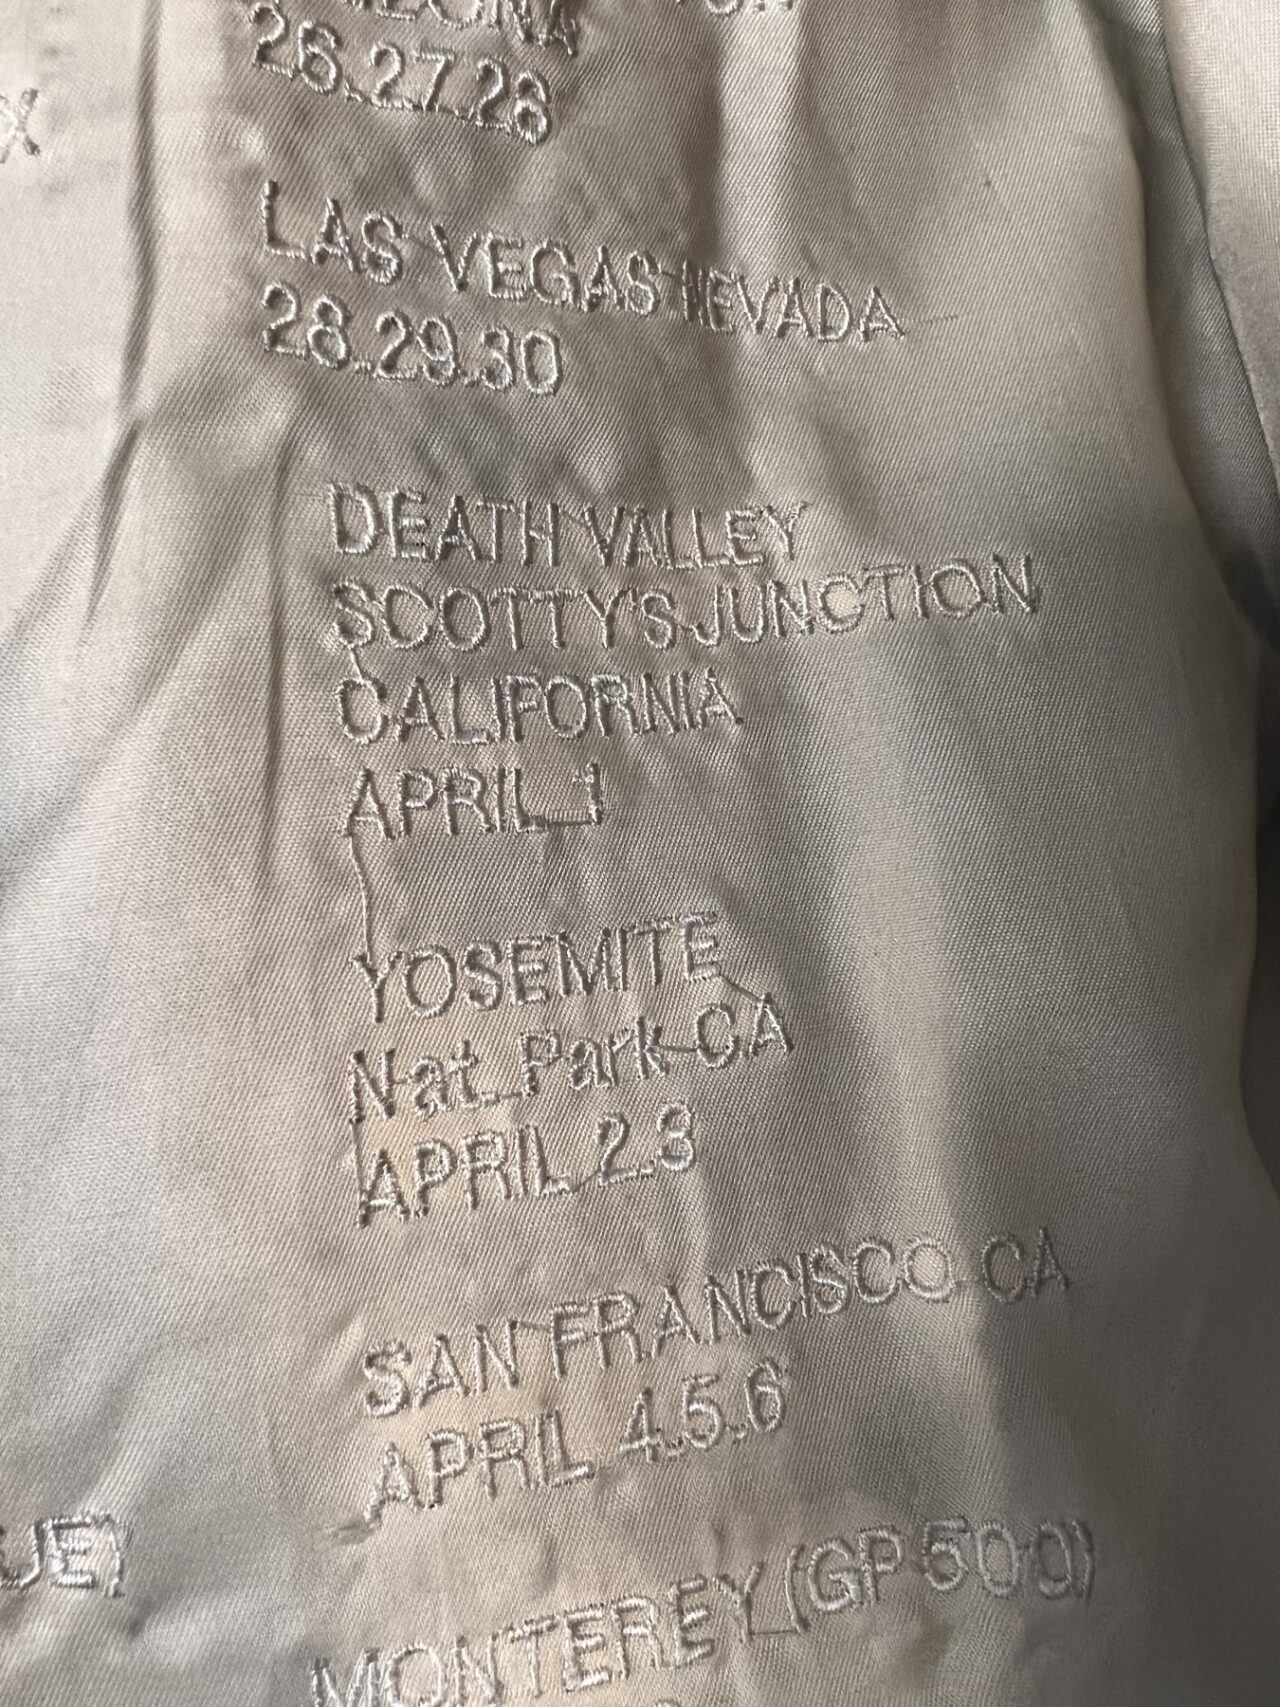 26.27.28
LAS VEGAS NEVADA
28.29.30
DEATH VALLEY
SCOTTY'S JUNCTION
CALIFORNIA
APRIL 1
YOSEMITE
Nat. Park CA
APRIL 2.3
SAN FRANCISCO CA
APRIL 4.5.6
MONTEREY (GP 500)